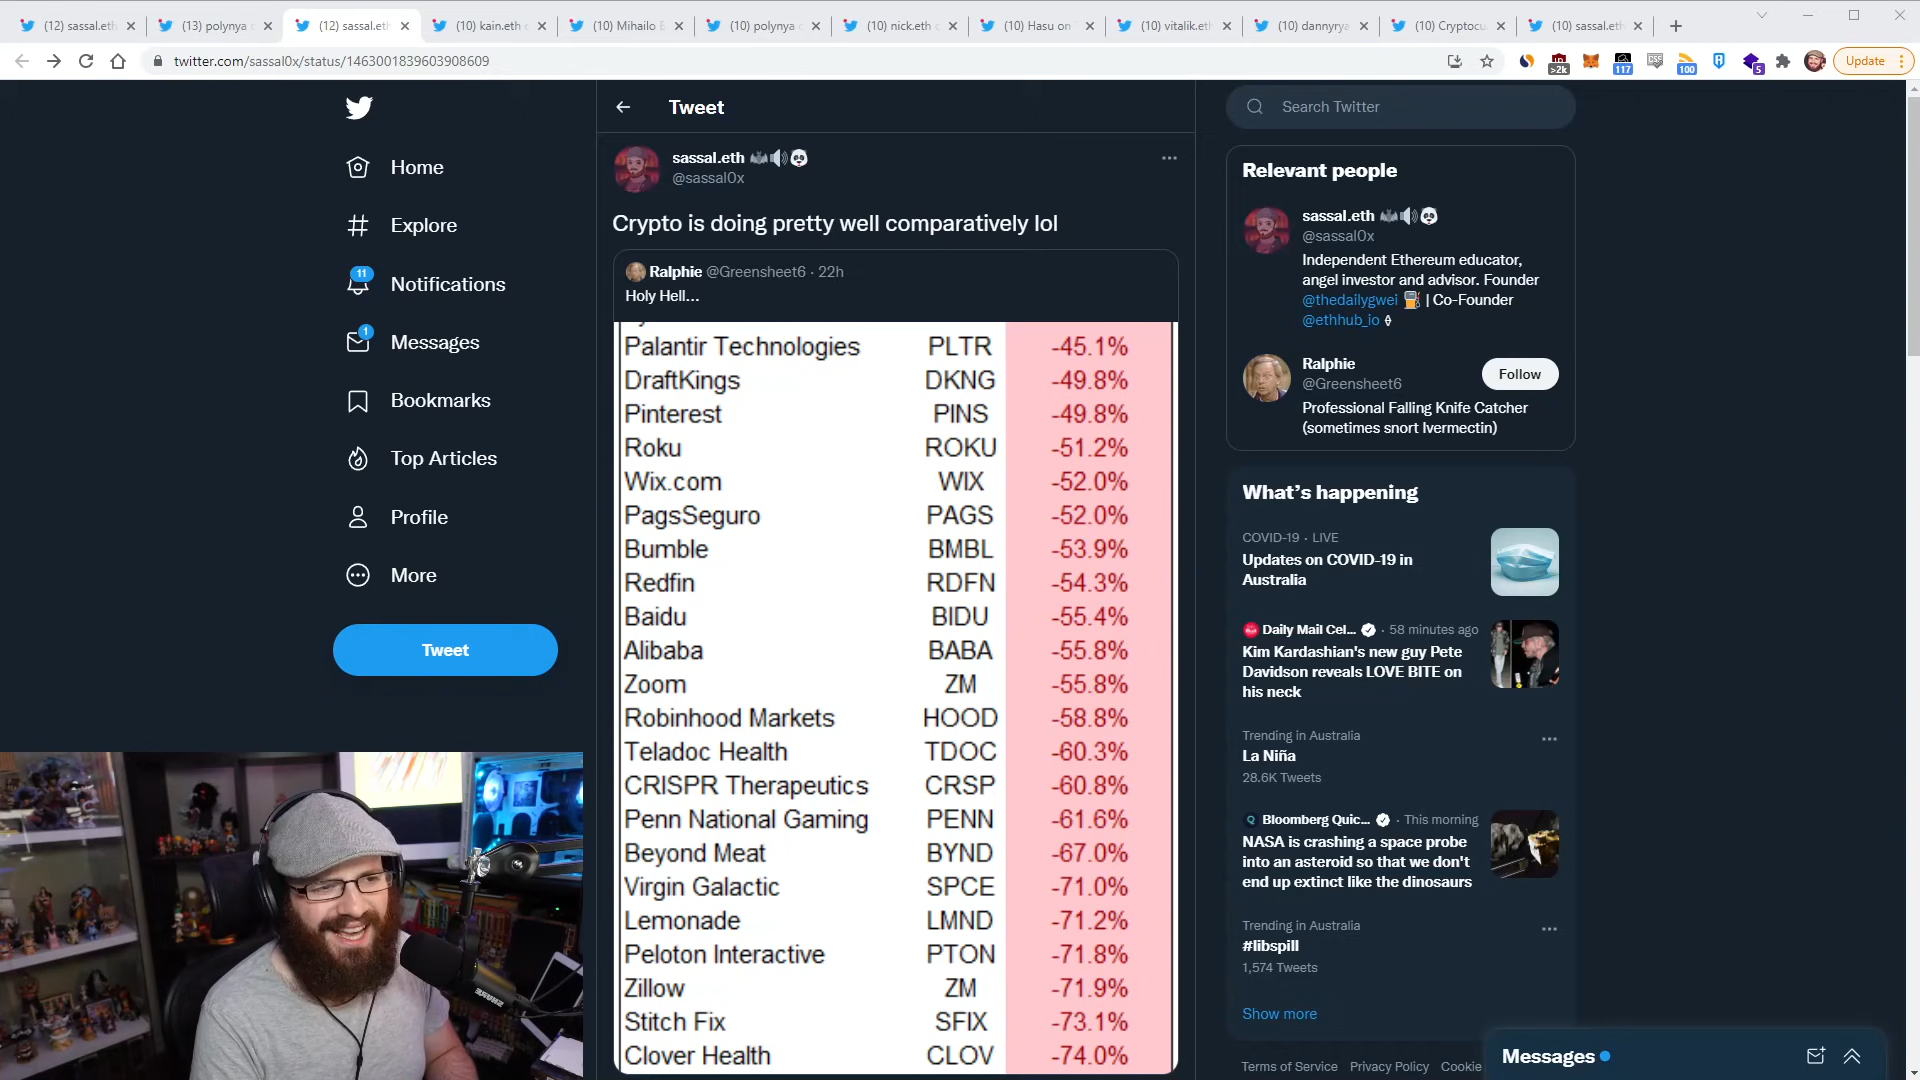 (12) sassal.eth
(13) polynya
(12) sassal.eth
(10) kain.eth
(10) Mihailo
(10) polynya
(10) nick.eth
(10) Hasu on
(10) vitalik.eth
(10) dannyrya
(10) Cryptocu
(10) sassal.eth
twitter.com/sassal0x/status/1463001839603908609
>2k
117
100
5
Update
Home
Explore
11
Notifications
1
Messages
Bookmarks
Top Articles
Profile
More
Tweet
Tweet
sassal.eth
@sassal0x
Crypto is doing pretty well comparatively lol
Ralphie @Greensheet6 · 22h
Holy Hell...
Palantir Technologies PLTR -45.1%
DraftKings DKNG -49.8%
Pinterest PINS -49.8%
Roku ROKU -51.2%
Wix.com WIX -52.0%
PagsSeguro PAGS -52.0%
Bumble BMBL -53.9%
Redfin RDFN -54.3%
Baidu BIDU -55.4%
Alibaba BABA -55.8%
Zoom ZM -55.8%
Robinhood Markets HOOD -58.8%
Teladoc Health TDOC -60.3%
CRISPR Therapeutics CRSP -60.8%
Penn National Gaming PENN -61.6%
Beyond Meat BYND -67.0%
Virgin Galactic SPCE -71.0%
Lemonade LMND -71.2%
Peloton Interactive PTON -71.8%
Zillow ZM -71.9%
Stitch Fix SFIX -73.1%
Clover Health CLOV -74.0%
Search Twitter
Relevant people
sassal.eth
@sassal0x
Independent Ethereum educator,
angel investor and advisor. Founder
@thedailygwei | Co-Founder
@ethhub_io
Ralphie
@Greensheet6
Follow
Professional Falling Knife Catcher
(sometimes snort Ivermectin)
What's happening
COVID-19 · LIVE
Updates on COVID-19 in
Australia
Daily Mail Cel... · 58 minutes ago
Kim Kardashian's new guy Pete
Davidson reveals LOVE BITE on
his neck
Trending in Australia
La Niña
28.6K Tweets
Bloomberg Quic... · This morning
NASA is crashing a space probe
into an asteroid so that we don't
end up extinct like the dinosaurs
Trending in Australia
#libspill
1,574 Tweets
Show more
Terms of Service Privacy Policy Cookie
Messages
SHURE